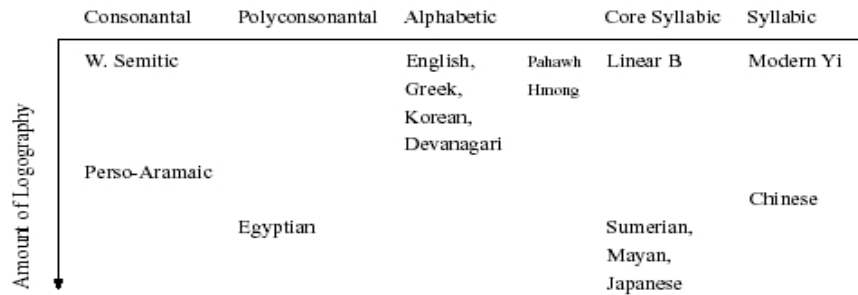 Consonantal Polyconsonantal Alphabetic Core Syllabic Syllabic
W. Semitic English, Pahawh Linear B Modern Yi
Greek, Hmong
Korean,
Devanagari
Perso-Aramaic
Chinese
Egyptian Sumerian,
Mayan,
Japanese
Amount of Logography